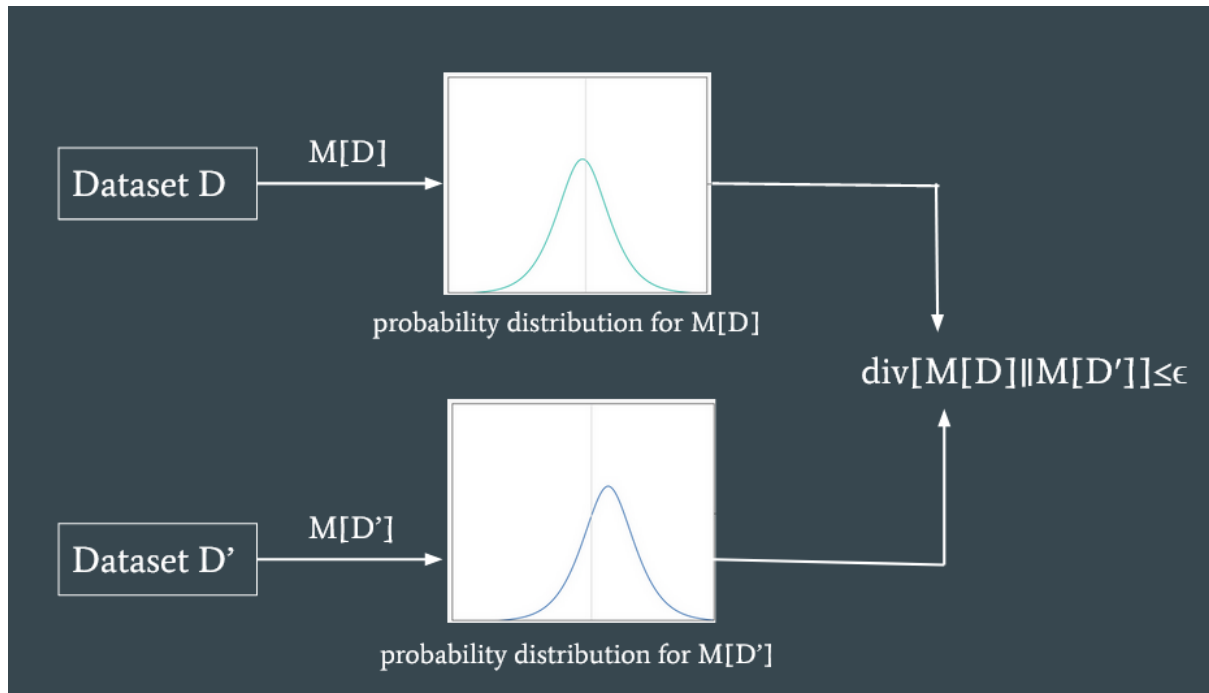 M[D]
Dataset D
probability distribution for M[D]
div[M[D]‖M[D′]]≤ϵ
M[D’]
Dataset D’
probability distribution for M[D’]